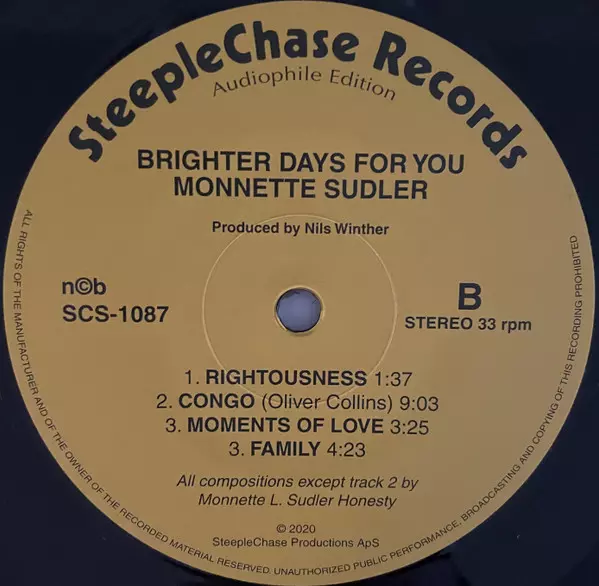 SteepleChase Records
Audiophile Edition
BRIGHTER DAYS FOR YOU
MONNETTE SUDLER
Produced by Nils Winther
n©b
SCS-1087
B
STEREO 33 rpm
1. RIGHTOUSNESS 1:37
2. CONGO (Oliver Collins) 9:03
3. MOMENTS OF LOVE 3:25
3. FAMILY 4:23
All compositions except track 2 by
Monnette L. Sudler Honesty
© 2020
SteepleChase Productions ApS
ALL RIGHTS OF THE MANUFACTURER AND OF THE OWNER OF THE RECORDED MATERIAL RESERVED. UNAUTHORIZED PUBLIC PERFORMANCE, BROADCASTING AND COPYING OF THIS RECORDING PROHIBITED